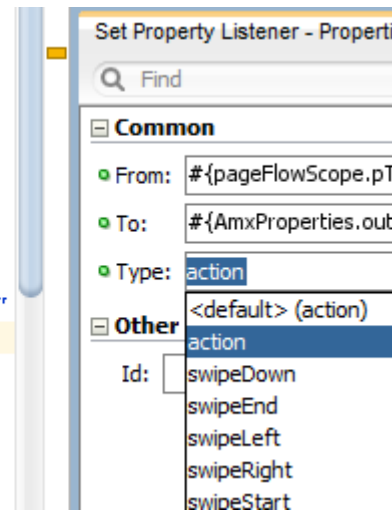 Set Property Listener - Properti
Find
Common
From: #{pageFlowScope.pT
To: #{AmxProperties.out
Type: action
<default> (action)
Other
action
Id:
swipeDown
swipeEnd
swipeLeft
swipeRight
swipeStart